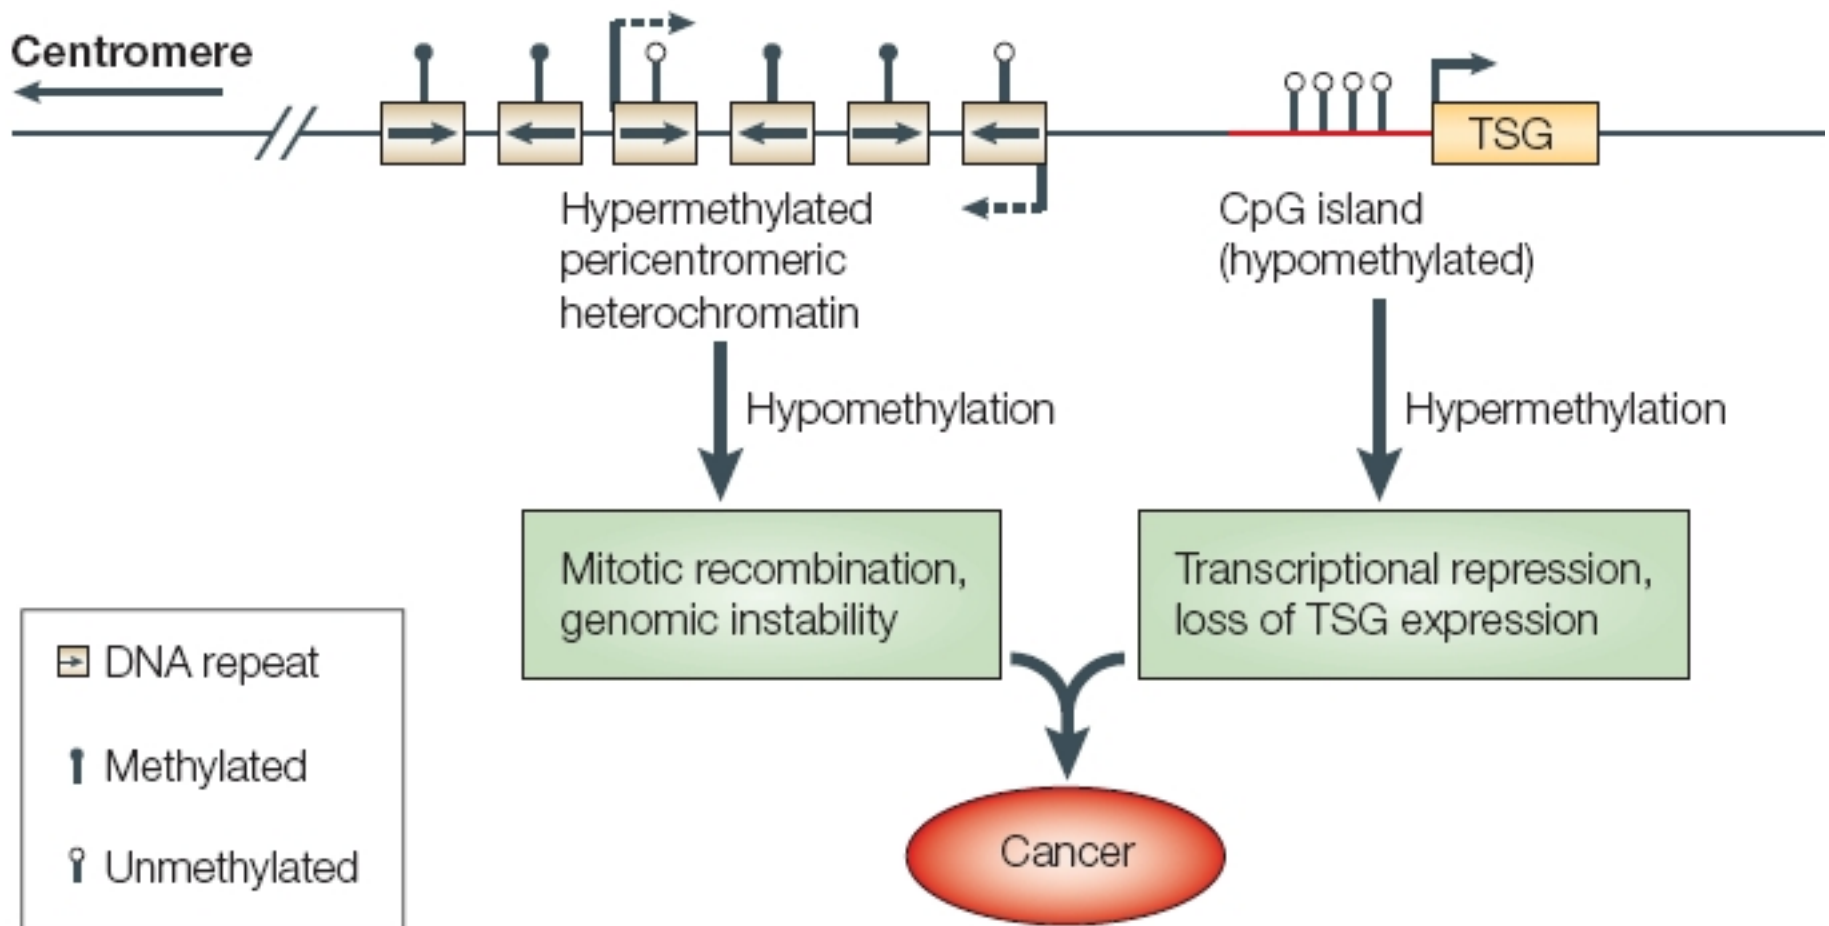 Centromere
TSG
Hypermethylated
pericentromeric
heterochromatin
CpG island
(hypomethylated)
Hypomethylation
Hypermethylation
Mitotic recombination,
genomic instability
Transcriptional repression,
loss of TSG expression
DNA repeat
Methylated
Unmethylated
Cancer